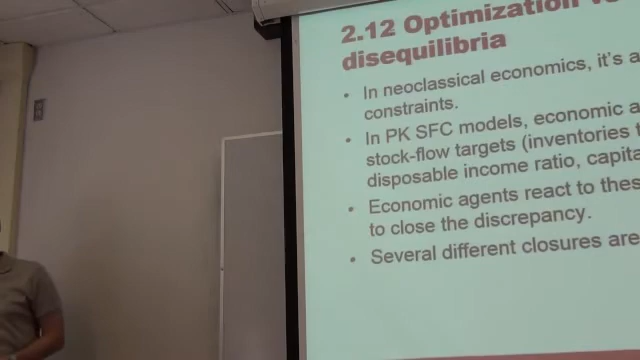 2.12 Optimization
disequilibria
• In neoclassical economics, it's a
constraints.
• In PK SFC models, economic a
stock-flow targets (inventories t
disposable income ratio, capita
• Economic agents react to these
to close the discrepancy.
• Several different closures are